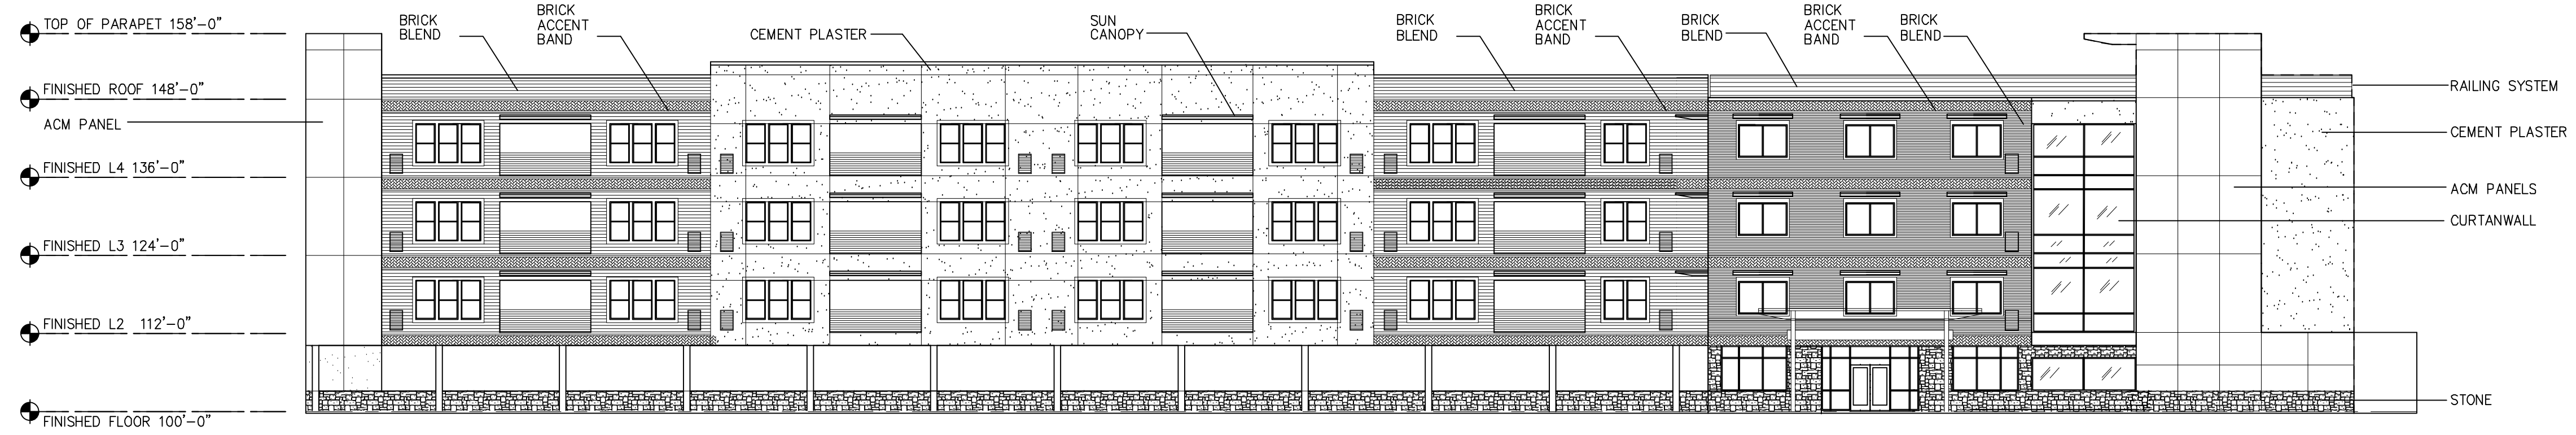 TOP OF PARAPET 158'-0"
FINISHED ROOF 148'-0"
ACM PANEL
FINISHED L4 136'-0"
FINISHED L3 124'-0"
FINISHED L2 112'-0"
FINISHED FLOOR 100'-0"
BRICK
BLEND
BRICK
ACCENT
BAND
CEMENT PLASTER
SUN
CANOPY
BRICK
BLEND
BRICK
ACCENT
BAND
BRICK
BLEND
BRICK
ACCENT
BAND
BRICK
BLEND
RAILING SYSTEM
CEMENT PLASTER
ACM PANELS
CURTANWALL
STONE